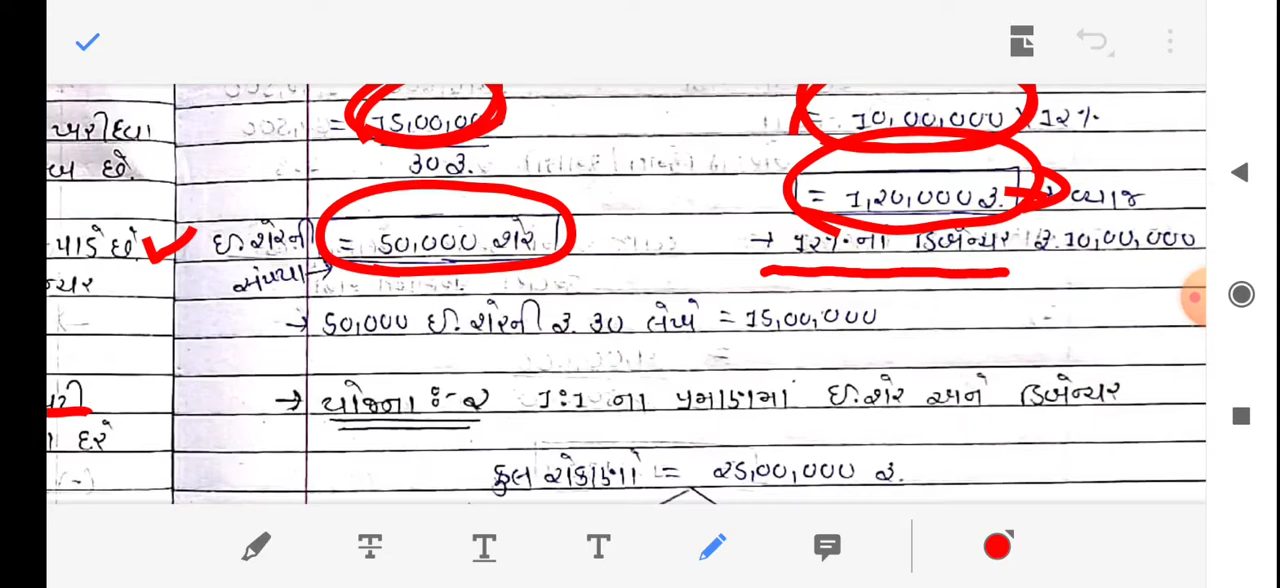 = 15,00,000 = 10,00,000 × 12%
ખરીદવા
30 રૂ.
છે.
= 1,20,000 રૂ. → વ્યાજ
પાડે છે. ઈ.શેરની = 50,000 શેર → 12%ના ડિબેન્ચર રૂ.10,00,000
ન્ચર સંખ્યા →
→ 50,000 ઈ.શેરની રૂ. 30 લેખે = 15,00,000
→ યોજના :- 2 1:1 ના પ્રમાણમાં ઈ.શેર અને ડિબેન્ચર
દરે
કુલ રોકાણો = 25,00,000 રૂ.
(-)
T T T